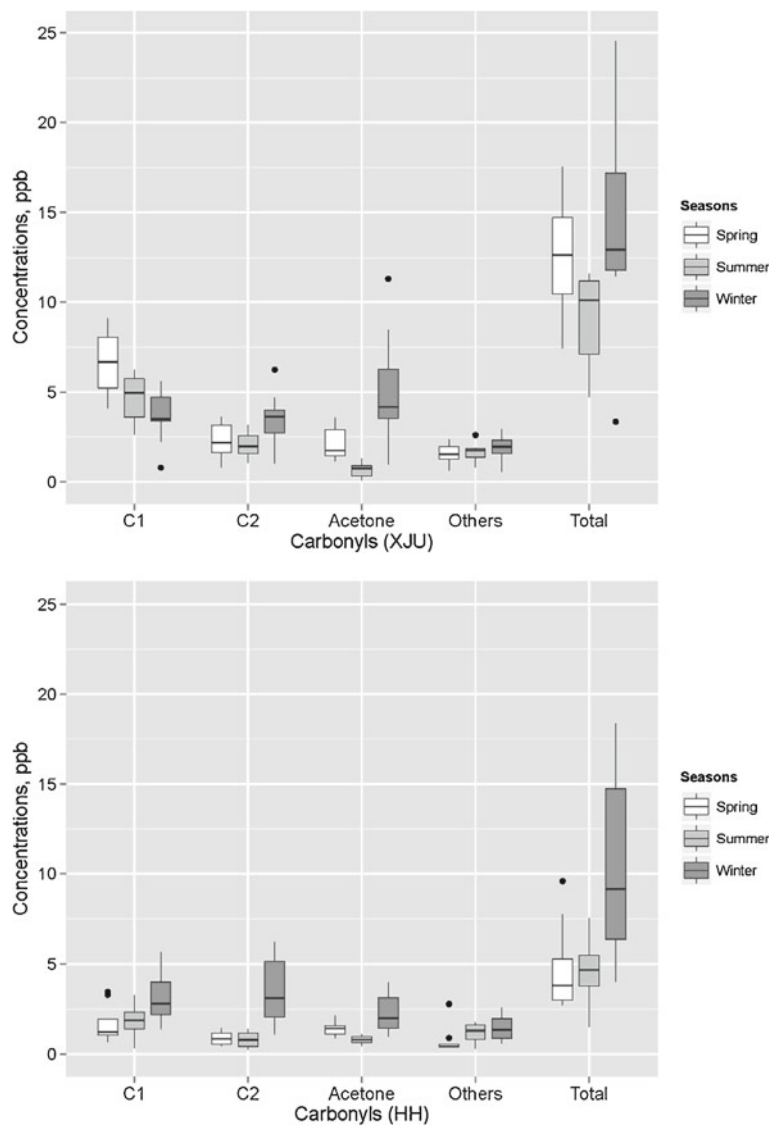 25
20
15
10
5
0
Concentrations, ppb
C1 C2 Acetone Others Total
Carbonyls (XJU)
Seasons
Spring
Summer
Winter
25
20
15
10
5
0
Concentrations, ppb
C1 C2 Acetone Others Total
Carbonyls (HH)
Seasons
Spring
Summer
Winter